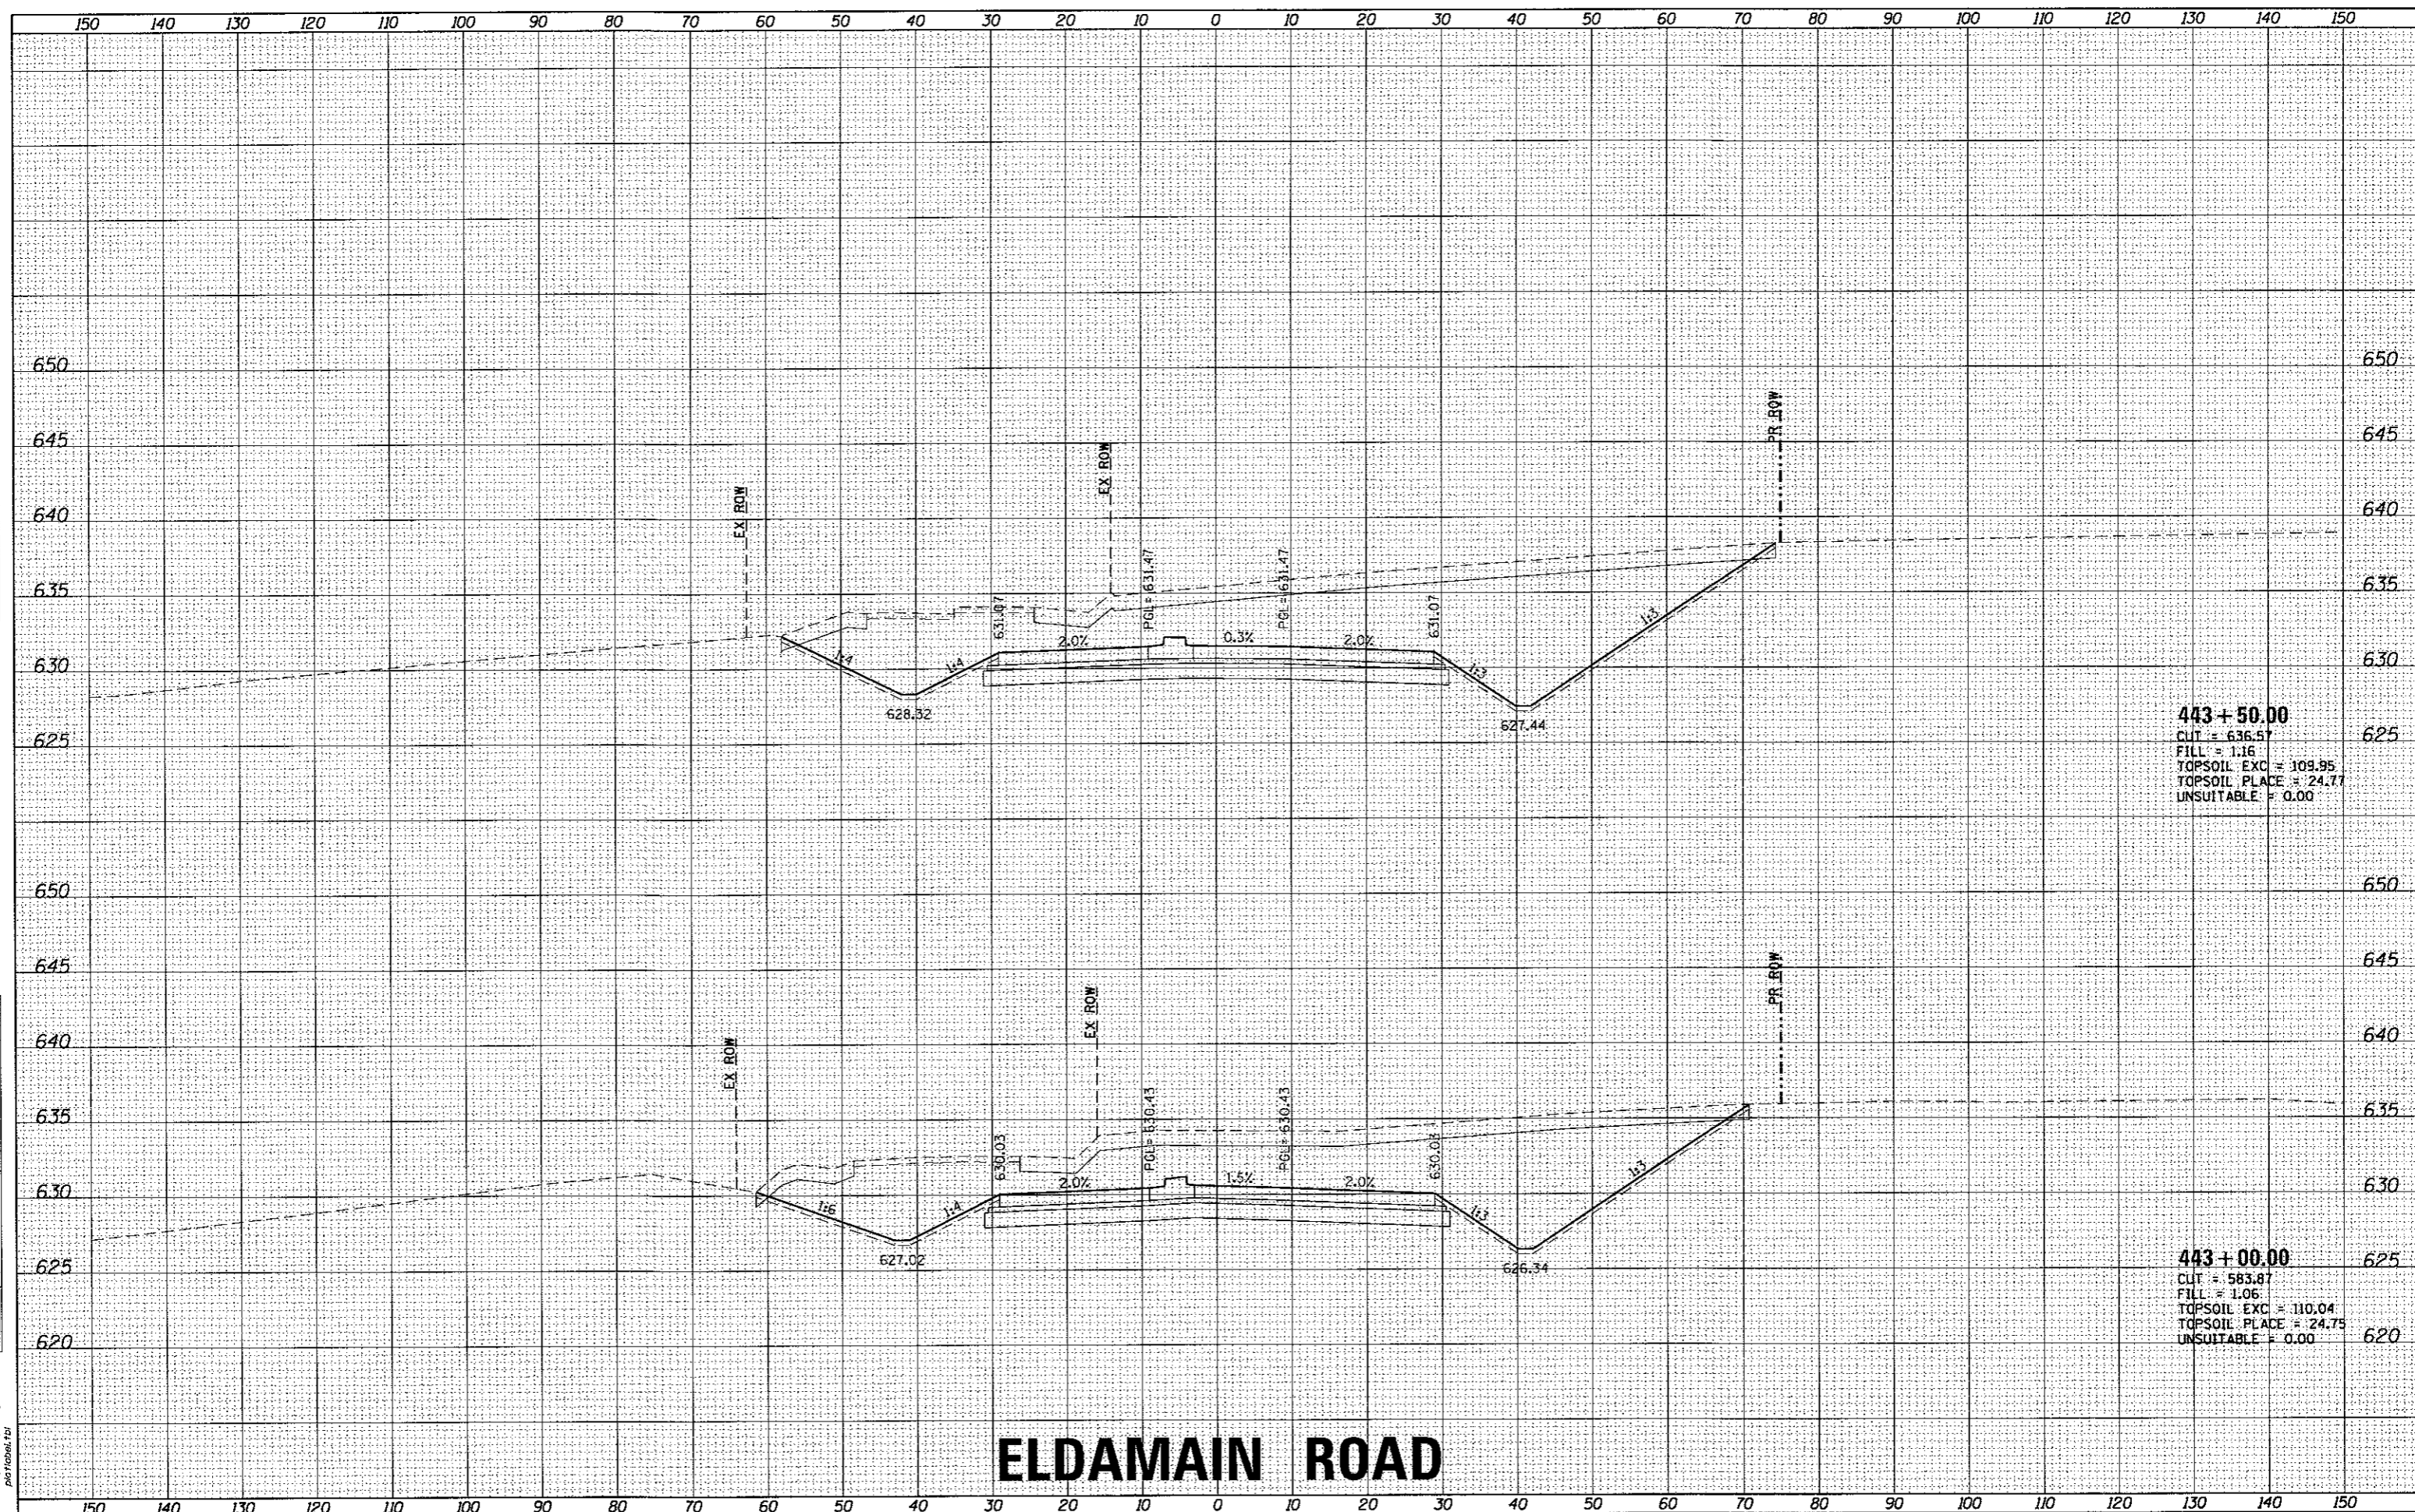 150 140 130 120 110 100 90 80 70 60 50 40 30 20 10 0 10 20 30 40 50 60 70 80 90 100 110 120 130 140 150
650 650
PR ROW
645 EX ROW 645
640 EX ROW 640
635 631.07 PGL= 631.47 PGL= 631.47 631.07 635
1:3
2.0% 0.3% 2.0%
630 1:4 1:4 1:3 630
628.32 627.44
443+50.00
625 625
CUT = 636.57
FILL = 1.16
TOPSOIL EXC = 109.95
TOPSOIL PLACE = 24.77
UNSUITABLE = 0.00
650 650
645 PR ROW 645
EX ROW
640 EX ROW 640
635 630.03 PGL= 630.43 PGL= 630.43 630.03 635
1:3
2.0% 1.5% 2.0%
630 1:6 1:4 1:3 630
627.02 626.34
443+00.00
625 625
CUT = 583.87
FILL = 1.06
TOPSOIL EXC = 110.04
TOPSOIL PLACE = 24.75
UNSUITABLE = 0.00
620 620
ELDAMAIN ROAD
platlabel.tbl
150 140 130 120 110 100 90 80 70 60 50 40 30 20 10 0 10 20 30 40 50 60 70 80 90 100 110 120 130 140 150